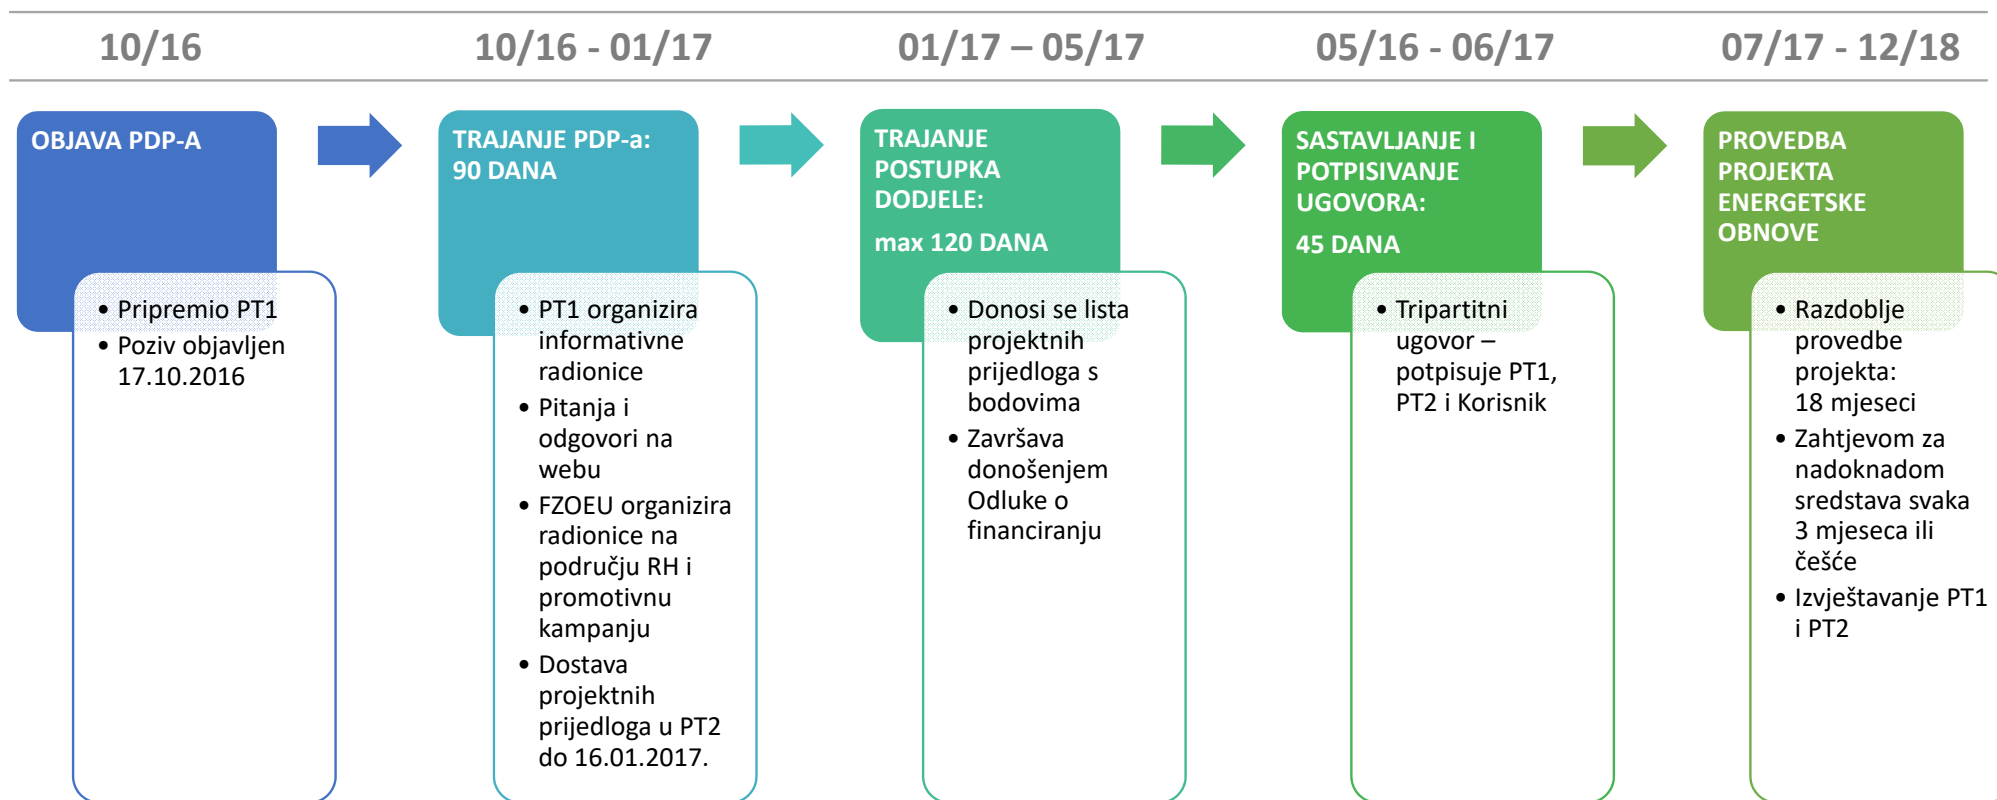 10/16
10/16 - 01/17
01/17 – 05/17
05/16 - 06/17
07/17 - 12/18
OBJAVA PDP-A
• Pripremio PT1
• Poziv objavljen
17.10.2016
TRAJANJE PDP-a:
90 DANA
• PT1 organizira
informativne
radionice
• Pitanja i
odgovori na
webu
• FZOEU organizira
radionice na
području RH i
promotivnu
kampanju
• Dostava
projektnih
prijedloga u PT2
do 16.01.2017.
TRAJANJE
POSTUPKA
DODJELE:
max 120 DANA
• Donosi se lista
projektnih
prijedloga s
bodovima
• Završava
donošenjem
Odluke o
financiranju
SASTAVLJANJE I
POTPISIVANJE
UGOVORA:
45 DANA
• Tripartitni
ugovor –
potpisuje PT1,
PT2 i Korisnik
PROVEDBA
PROJEKTA
ENERGETSKE
OBNOVE
• Razdoblje
provedbe
projekta:
18 mjeseci
• Zahtjevom za
nadoknadom
sredstava svaka
3 mjeseca ili
češće
• Izvještavanje PT1
i PT2